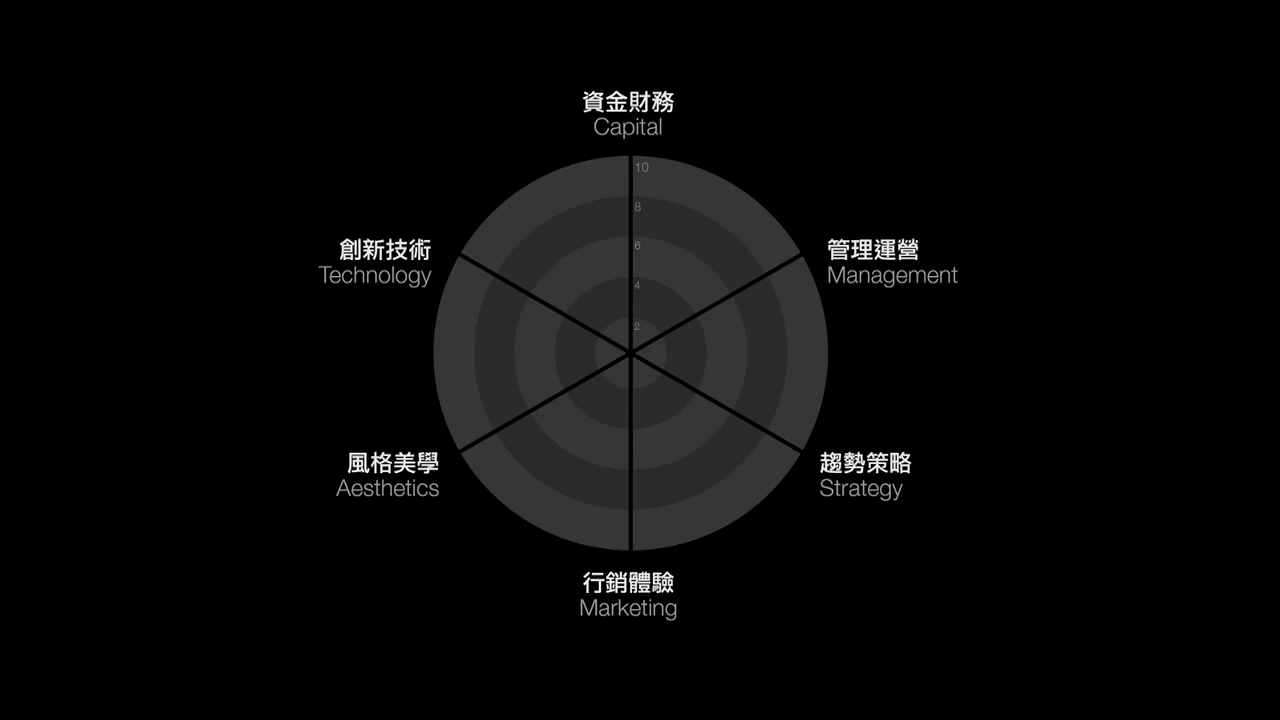 資金財務
Capital
10
8
6
4
2
創新技術
Technology
管理運營
Management
風格美學
Aesthetics
趨勢策略
Strategy
行銷體驗
Marketing